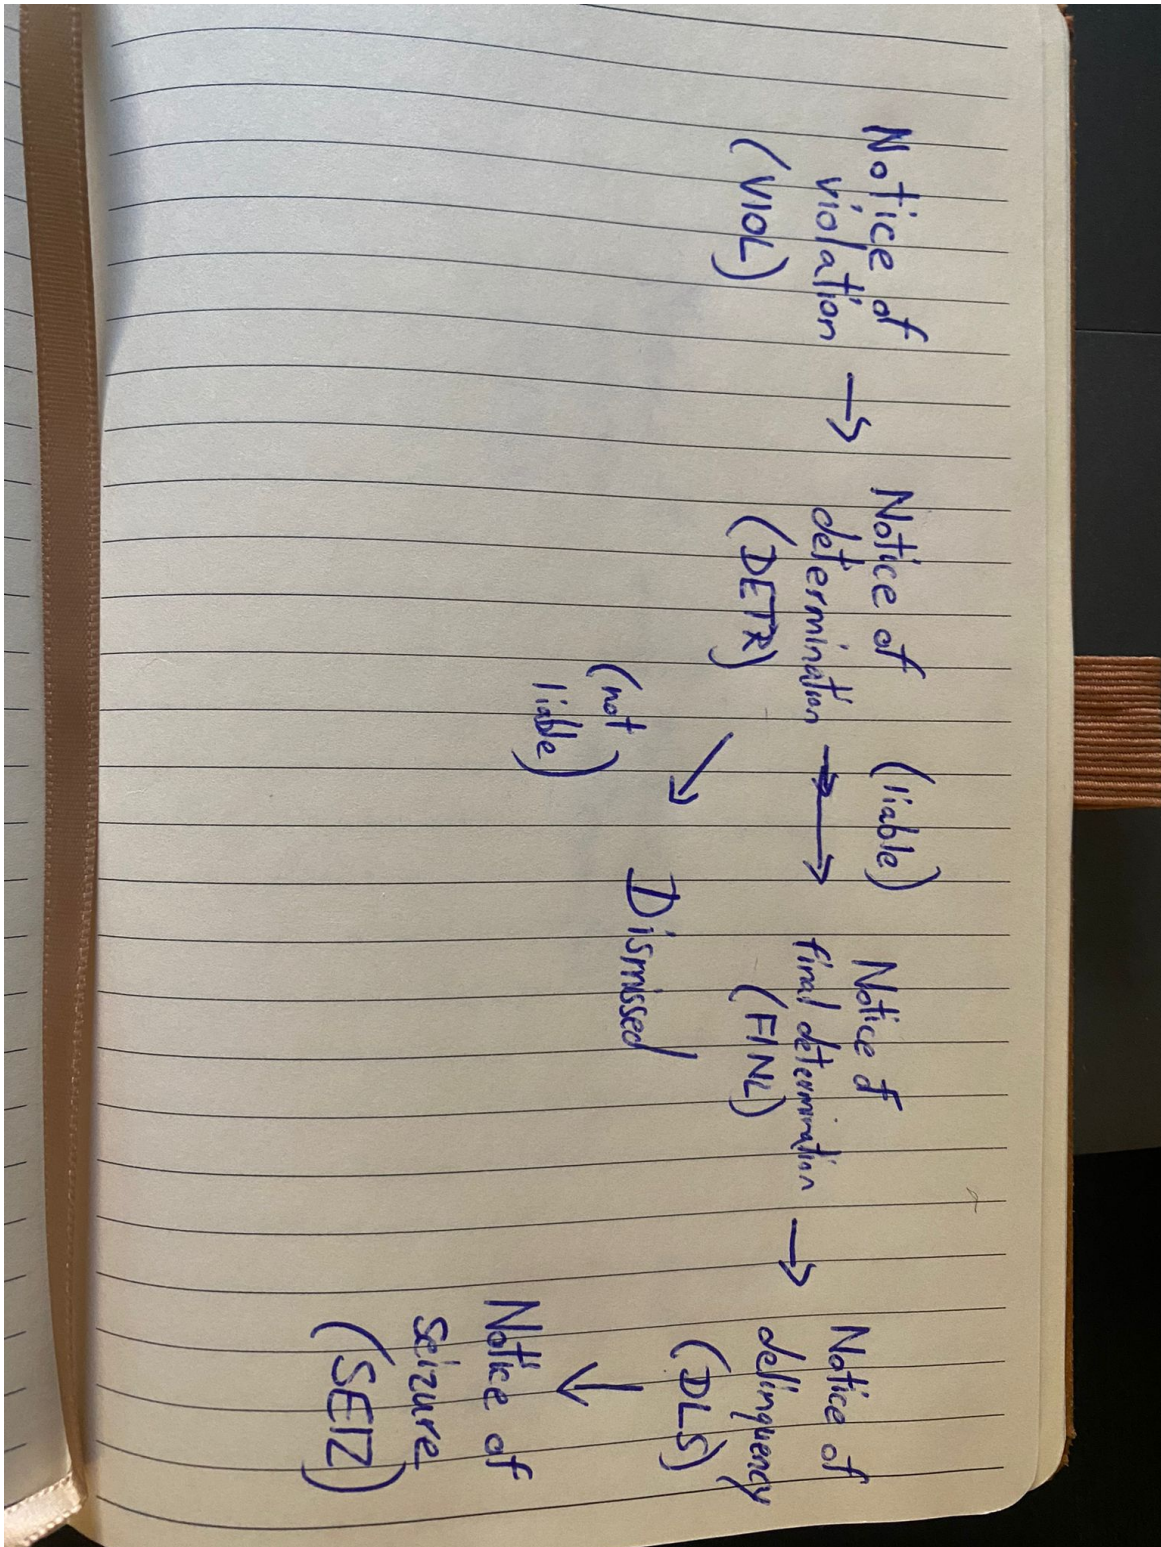 Notice of
violation
(VIOL)
→
Notice of
determination
(DETR)
(liable)
→
Notice of
final determination
(FINL)
→
Notice of
delinquency
(DLS)
(not
liable)
↘
Dismissed
↓
Notice of
seizure
(SEIZ)